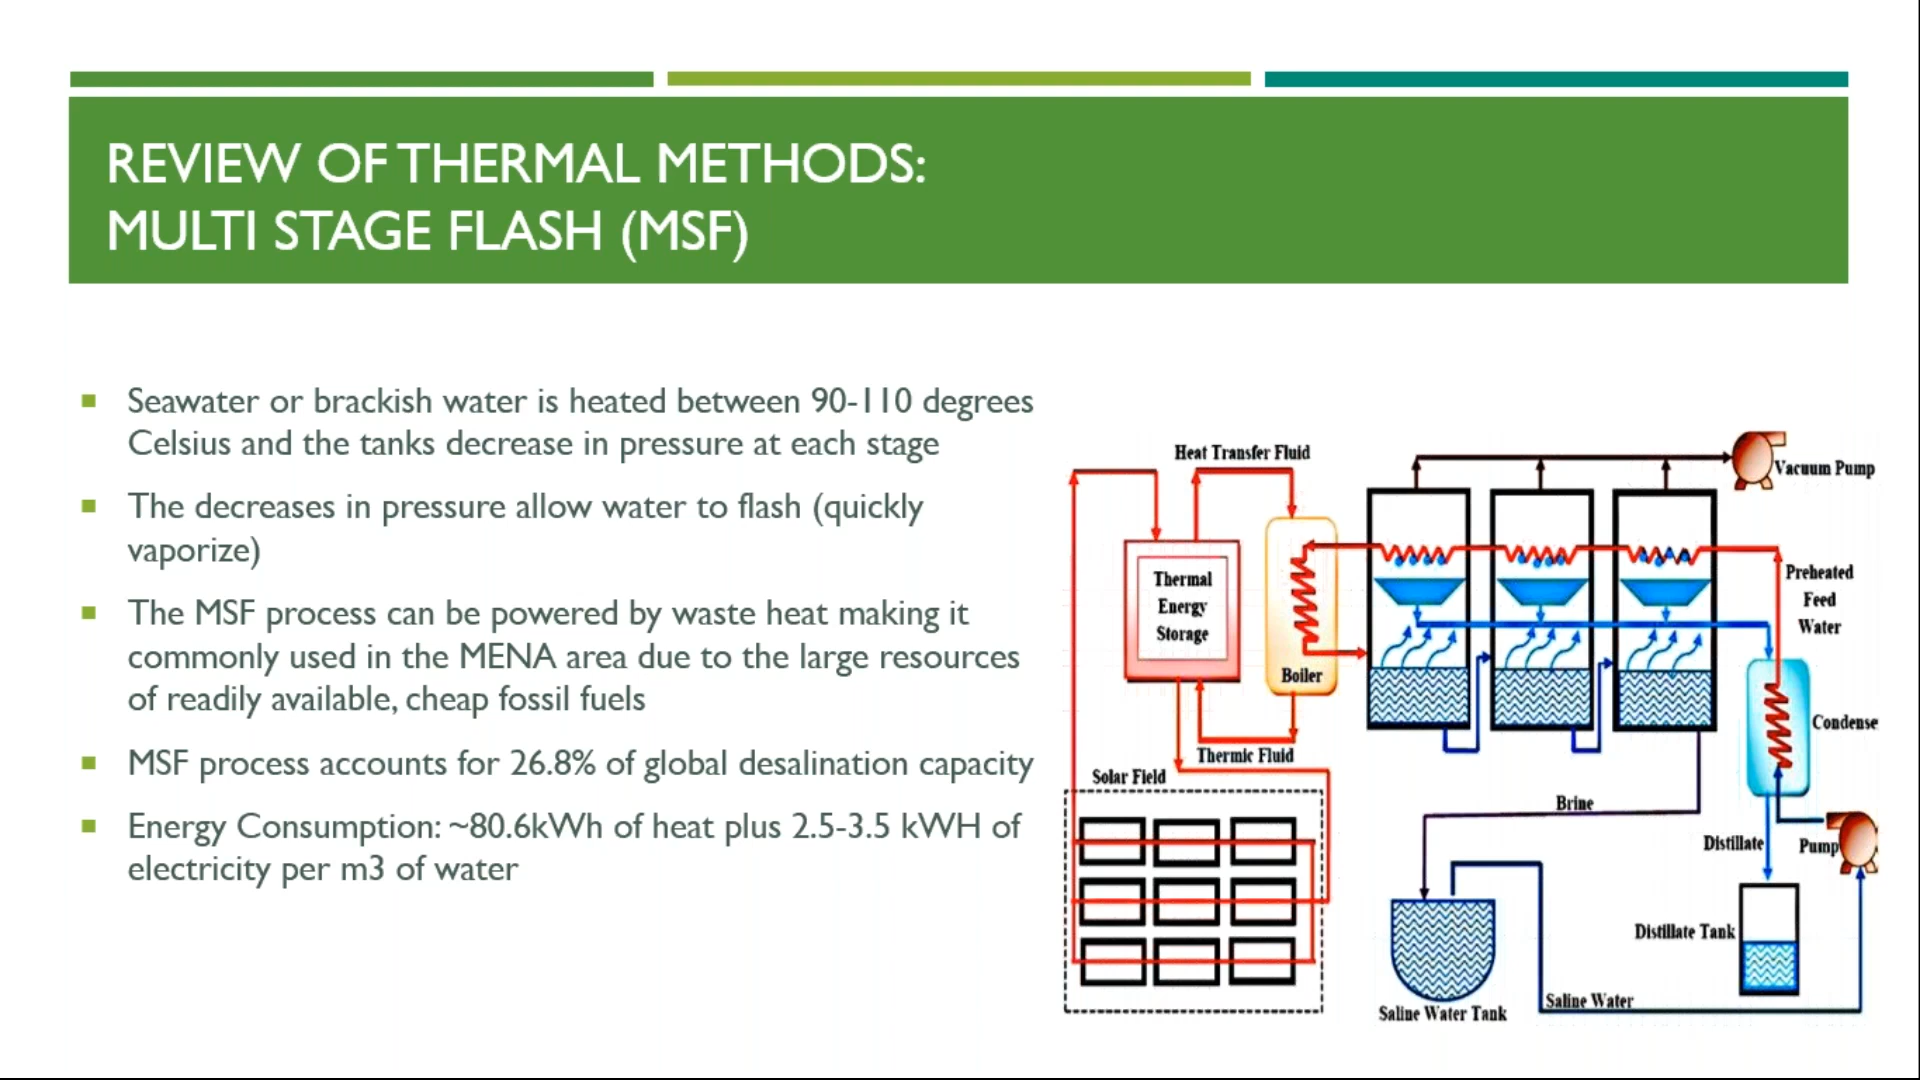 REVIEW OF THERMAL METHODS:
MULTI STAGE FLASH (MSF)
Seawater or brackish water is heated between 90-110 degrees
Celsius and the tanks decrease in pressure at each stage
The decreases in pressure allow water to flash (quickly
vaporize)
The MSF process can be powered by waste heat making it
commonly used in the MENA area due to the large resources
of readily available, cheap fossil fuels
MSF process accounts for 26.8% of global desalination capacity
Energy Consumption: ~80.6kWh of heat plus 2.5-3.5 kWH of
electricity per m3 of water
Heat Transfer Fluid
Vacuum Pump
Thermal
Energy
Storage
Boiler
Preheated
Feed
Water
Condense
Thermic Fluid
Solar Field
Brine
Distillate
Pump
Distillate Tank
Saline Water
Saline Water Tank